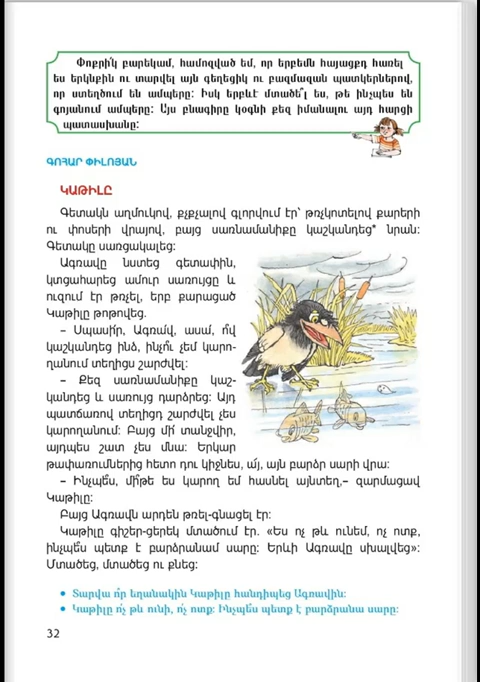 Փոքրի՛կ բարեկամ, համոզված եմ, որ երբեմն հայացքդ հառել
ես երկնքին ու տարվել այն գեղեցիկ ու բազմազան պատկերներով,
որ ստեղծում են ամպերը։ Իսկ երբևէ մտածե՞լ ես, թե ինչպես են
գոյանում ամպերը։ Այս բնագիրը կօգնի քեզ իմանալու այդ հարցի
պատասխանը։
ԳՈՀԱՐ ՓԻԼՈՅԱՆ
ԿԱԹԻԼԸ
Գետակն աղմուկով, քչքչալով գլորվում էր՝ թռչկոտելով քարերի
ու փոսերի վրայով, բայց սառնամանիքը կաշկանդեց* նրան։
Գետակը սառցակալեց։
Ագռավը նստեց գետափին,
կտցահարեց ամուր սառույցը և
ուզում էր թռչել, երբ քարացած
Կաթիլը թոթովեց.
– Սպասի՛ր, Ագռա՛վ, ասա, ո՞վ
կաշկանդեց ինձ, ինչո՞ւ չեմ կարո-
ղանում տեղիցս շարժվել։
– Քեզ սառնամանիքը կաշ-
կանդեց և սառույց դարձրեց։ Այդ
պատճառով տեղիցդ շարժվել չես
կարողանում։ Բայց մի՛ տանջվիր,
այդպես շատ չես մնա։ Երկար
թափառումներից հետո դու կիջնես, ա՛յ, այն բարձր սարի վրա։
– Ինչպե՞ս, մի՞թե ես կարող եմ հասնել այնտեղ,– զարմացավ
Կաթիլը։
Բայց Ագռավն արդեն թռել-գնացել էր։
Կաթիլը գիշեր-ցերեկ մտածում էր. «Ես ոչ թև ունեմ, ոչ ոտք,
ինչպե՞ս պետք է բարձրանամ սարը։ Երևի Ագռավը սխալվեց»։
Մտածեց, մտածեց ու քնեց։
• Տարվա ո՞ր եղանակին Կաթիլը հանդիպեց Ագռավին։
• Կաթիլը ո՛չ թև ունի, ո՛չ ոտք։ Ինչպե՞ս պետք է բարձրանա սարը։
32